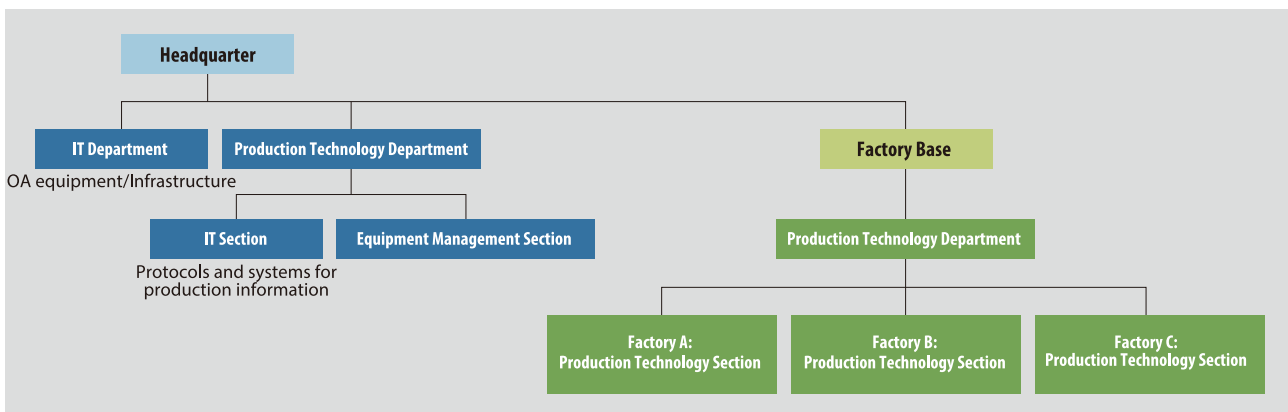 Headquarter
IT Department
Production Technology Department
Factory Base
OA equipment/Infrastructure
IT Section
Equipment Management Section
Production Technology Department
Protocols and systems for
production information
Factory A:
Production Technology Section
Factory B:
Production Technology Section
Factory C:
Production Technology Section